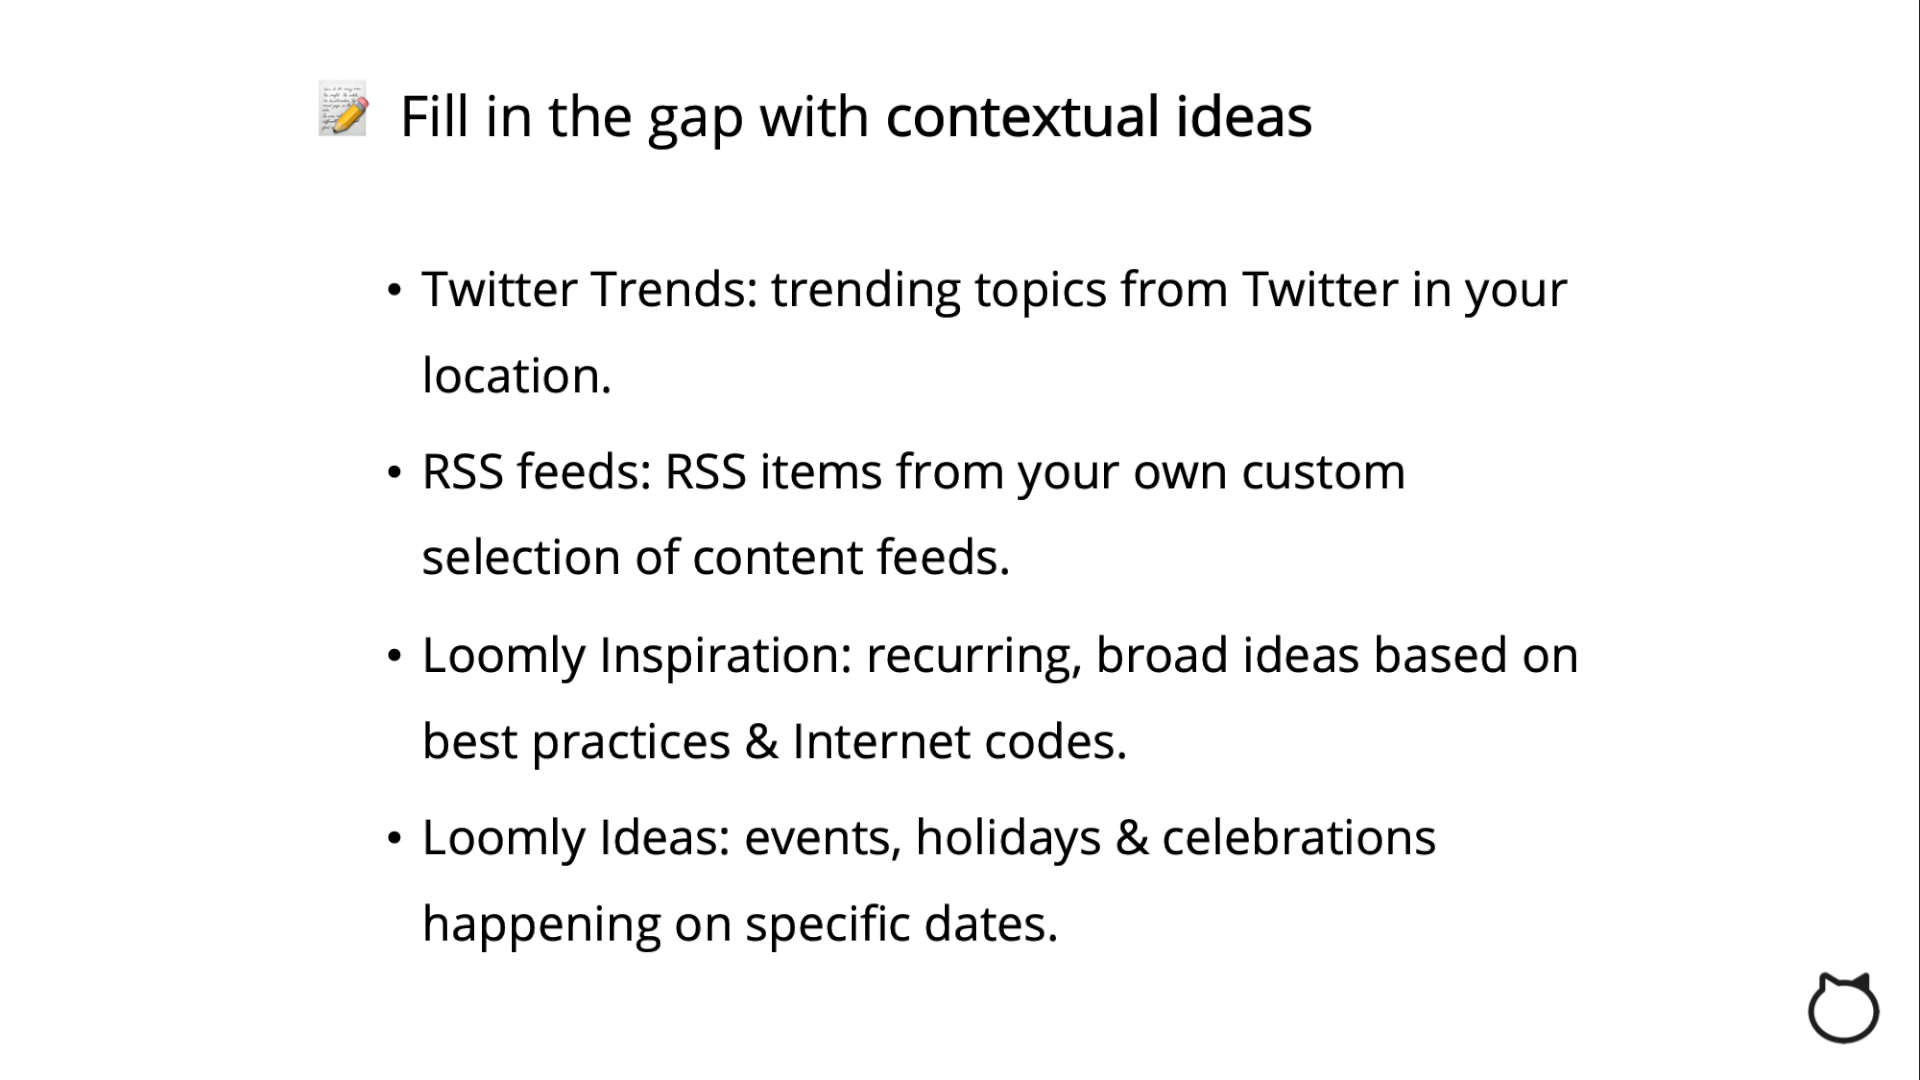 Fill in the gap with contextual ideas
• Twitter Trends: trending topics from Twitter in your
location.
• RSS feeds: RSS items from your own custom
selection of content feeds.
• Loomly Inspiration: recurring, broad ideas based on
best practices & Internet codes.
• Loomly Ideas: events, holidays & celebrations
happening on specific dates.